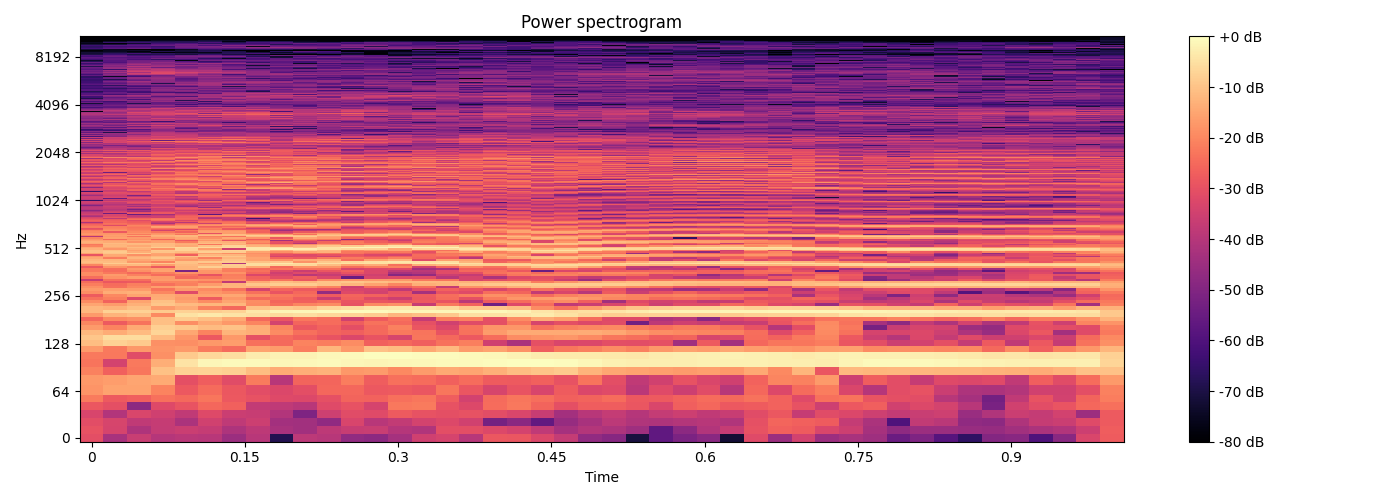 Power spectrogram
Hz
8192
4096
2048
1024
512
256
128
64
0
0 0.15 0.3 0.45 0.6 0.75 0.9
Time
+0 dB
-10 dB
-20 dB
-30 dB
-40 dB
-50 dB
-60 dB
-70 dB
-80 dB